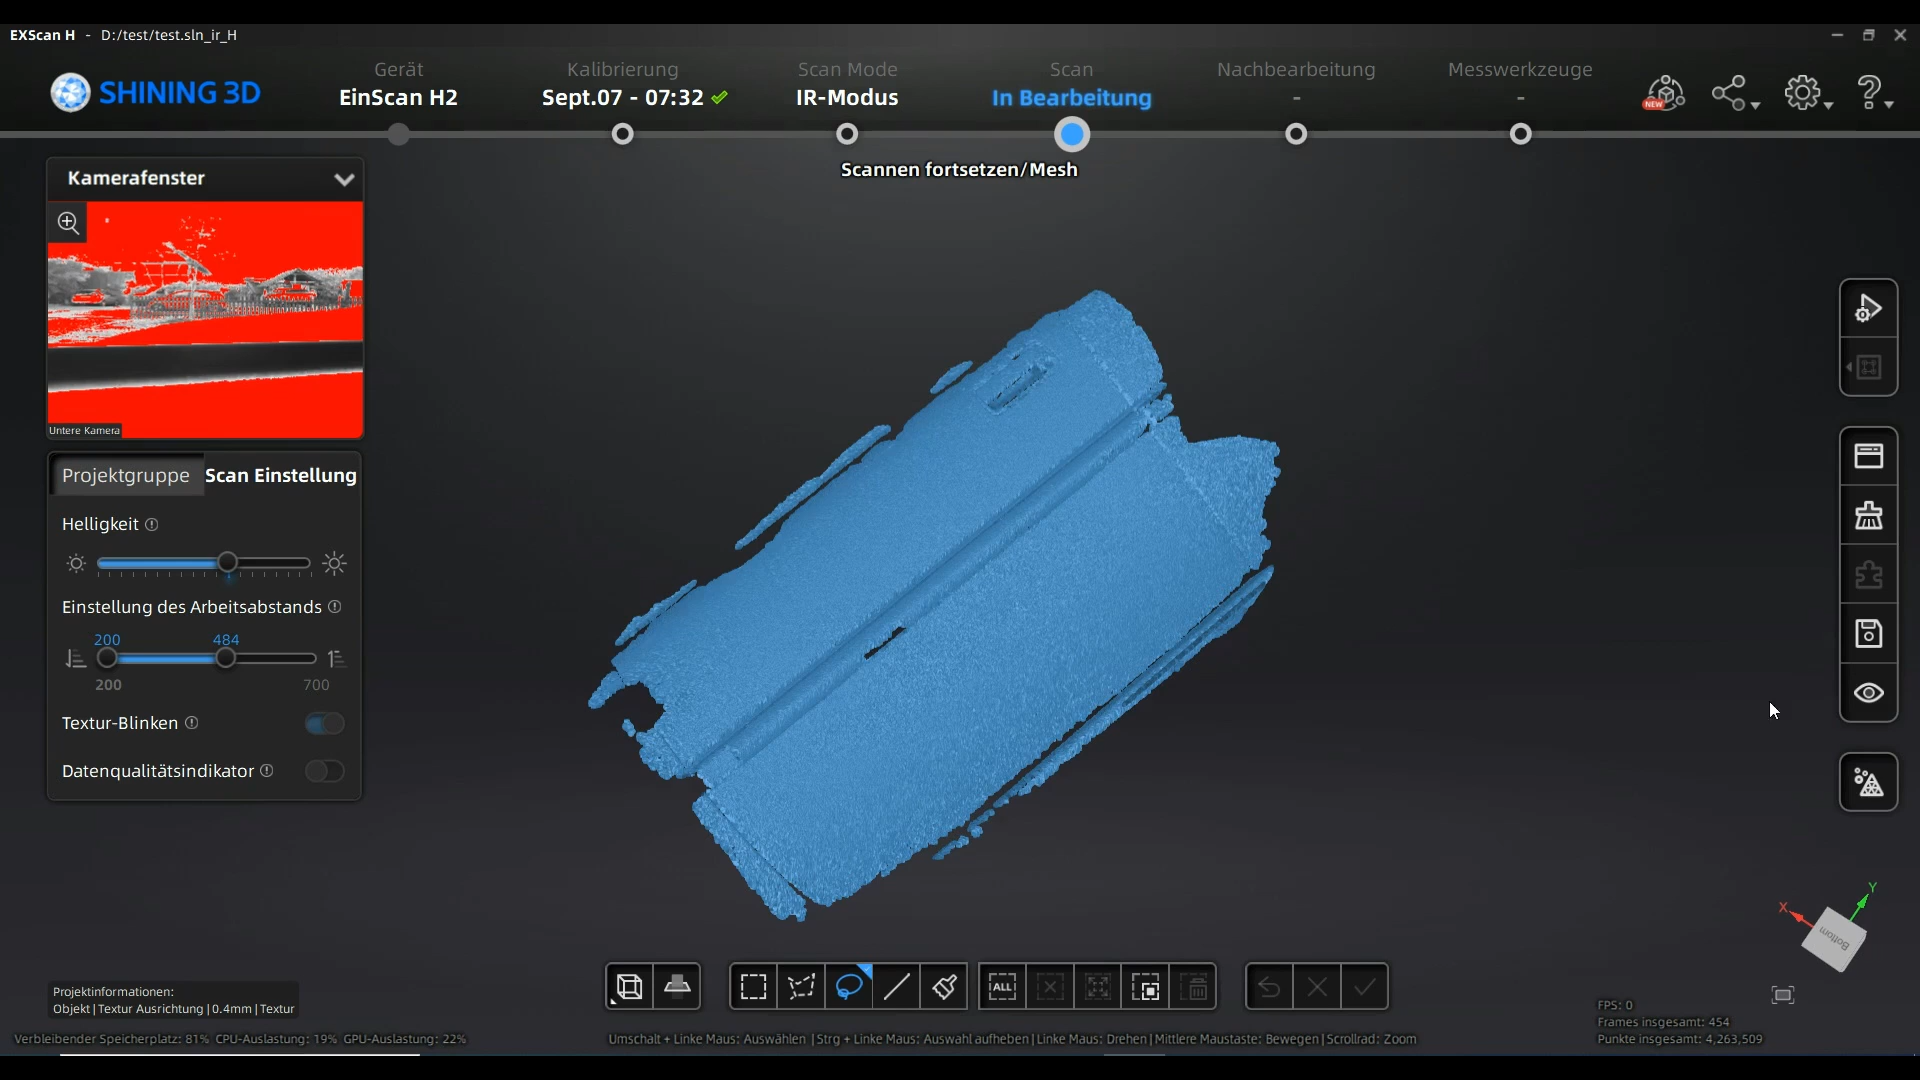 EXScan H - D:/test/test.sln_ir_H
SHINING 3D
Gerät
EinScan H2
Kalibrierung
Sept.07 - 07:32
Scan Mode
IR-Modus
Scan
In Bearbeitung
Nachbearbeitung
-
Messwerkzeuge
-
NEW
Scannen fortsetzen/Mesh
Kamerafenster
Untere Kamera
Projektgruppe
Scan Einstellung
Helligkeit
Einstellung des Arbeitsabstands
200
484
200
700
Textur-Blinken
Datenqualitätsindikator
X
Y
Bottom
ALL
Projektinformationen:
Objekt|Textur Ausrichtung|0.4mm|Textur
Verbleibender Speicherplatz: 81% CPU-Auslastung: 19% GPU-Auslastung: 22%
Umschalt + Linke Maus: Auswählen |Strg + Linke Maus: Auswahl aufheben|Linke Maus: Drehen|Mittlere Maustaste: Bewegen|Scrollrad: Zoom
FPS: 0
Frames insgesamt: 454
Punkte insgesamt: 4,263,509